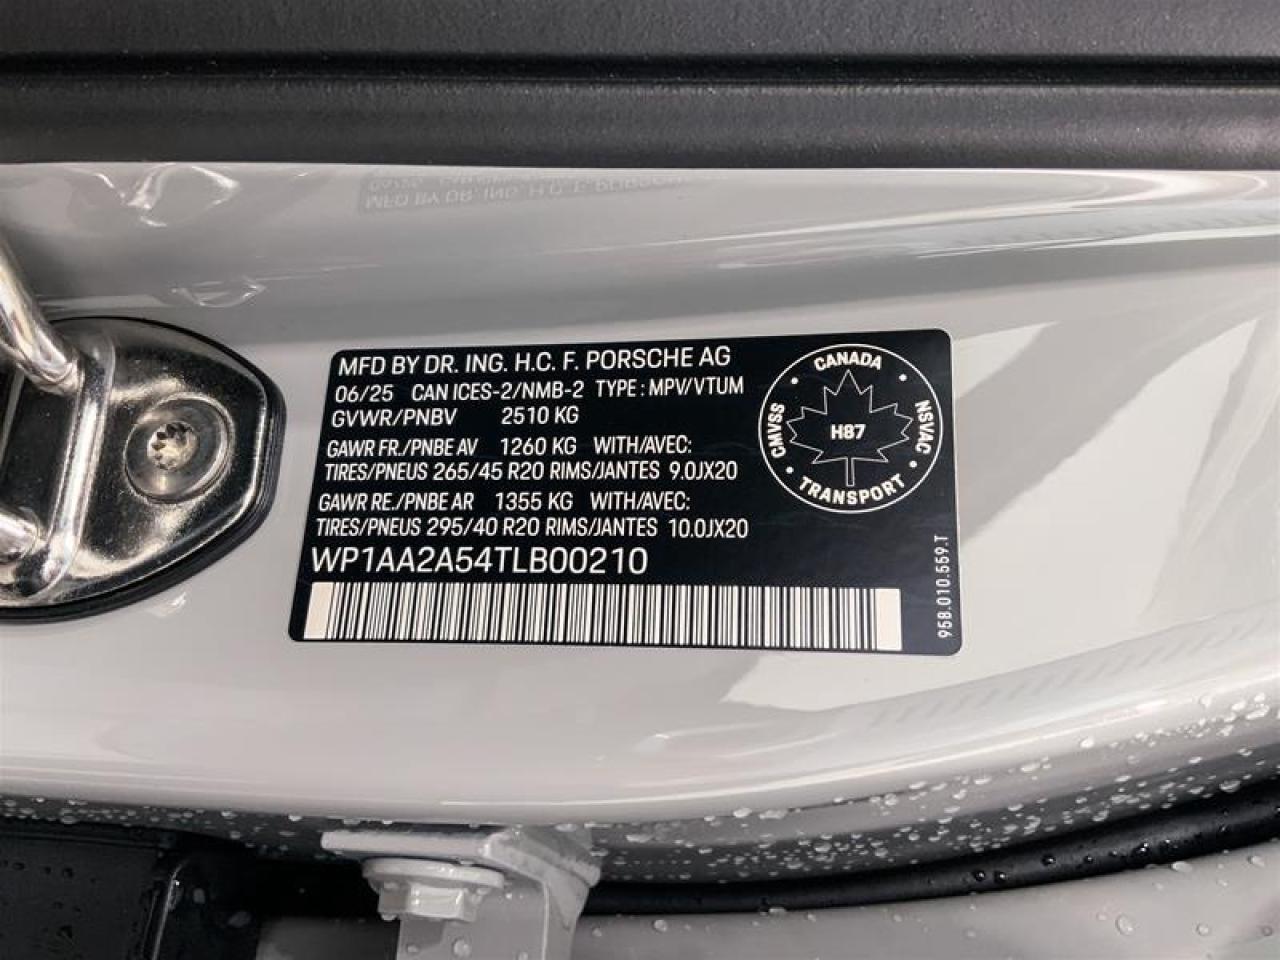 MFD BY DR. ING. H.C. F. PORSCHE AG
06/25 CAN ICES-2/NMB-2 TYPE : MPV/VTUM
GVWR/PNBV 2510 KG
GAWR FR./PNBE AV 1260 KG WITH/AVEC:
TIRES/PNEUS 265/45 R20 RIMS/JANTES 9.0JX20
GAWR RE./PNBE AR 1355 KG WITH/AVEC:
TIRES/PNEUS 295/40 R20 RIMS/JANTES 10.0JX20
WP1AA2A54TLB00210
CANADA
CMVSS
H87
NSVAC
TRANSPORT
958.010.559.T